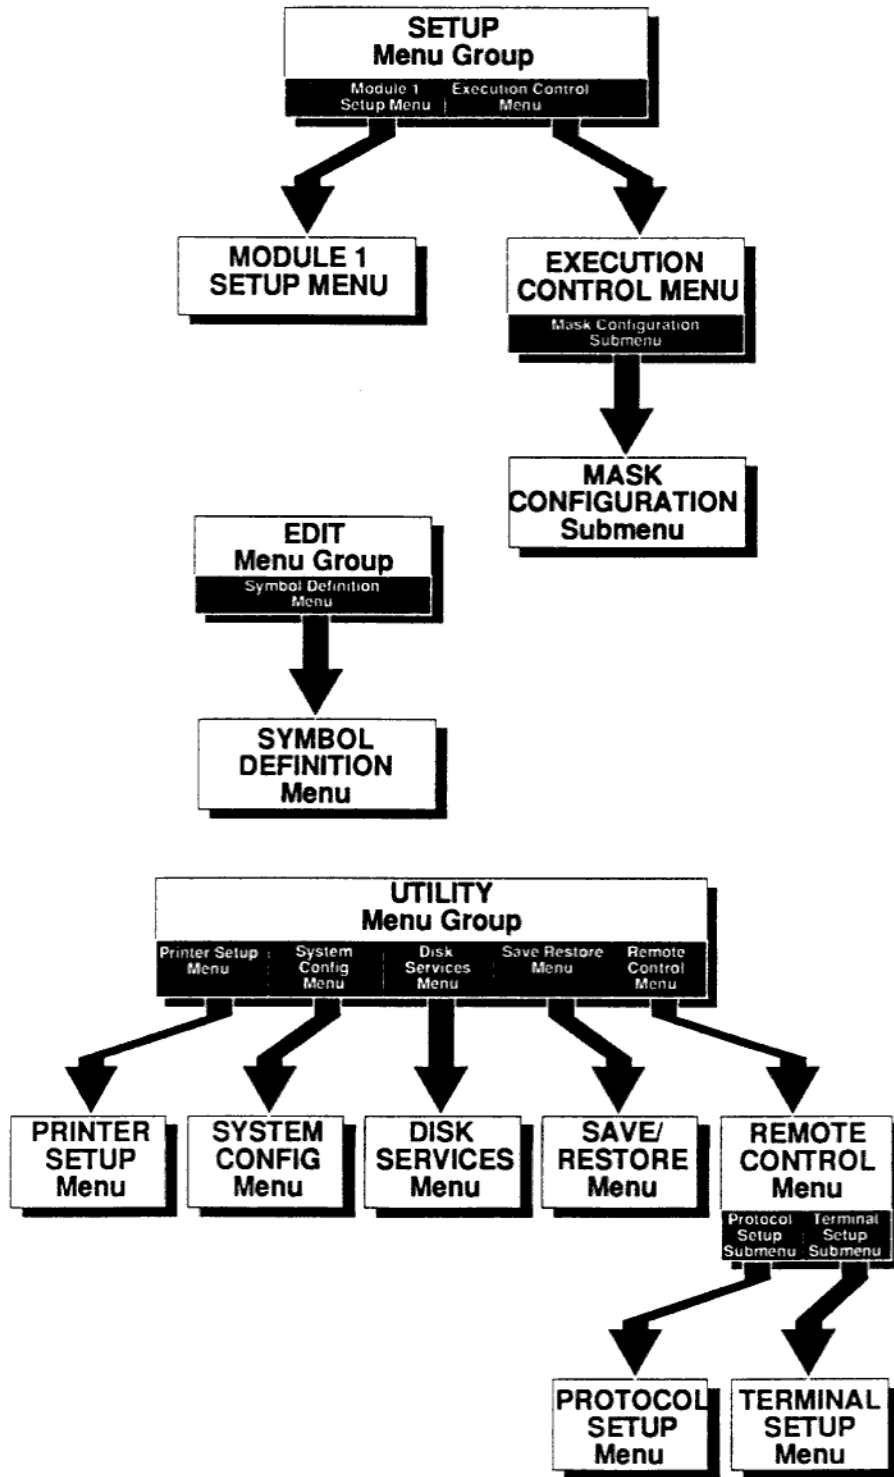 SETUP
Menu Group
Module 1 Execution Control
Setup Menu Menu
MODULE 1
SETUP MENU
EXECUTION
CONTROL MENU
Mask Configuration
Submenu
MASK
CONFIGURATION
Submenu
EDIT
Menu Group
Symbol Definition
Menu
SYMBOL
DEFINITION
Menu
UTILITY
Menu Group
Printer Setup
Menu
System
Config
Menu
Disk
Services
Menu
Save Restore
Menu
Remote
Control
Menu
PRINTER
SETUP
Menu
SYSTEM
CONFIG
Menu
DISK
SERVICES
Menu
SAVE/
RESTORE
Menu
REMOTE
CONTROL
Menu
Protocol
Setup
Submenu
Terminal
Setup
Submenu
PROTOCOL
SETUP
Menu
TERMINAL
SETUP
Menu